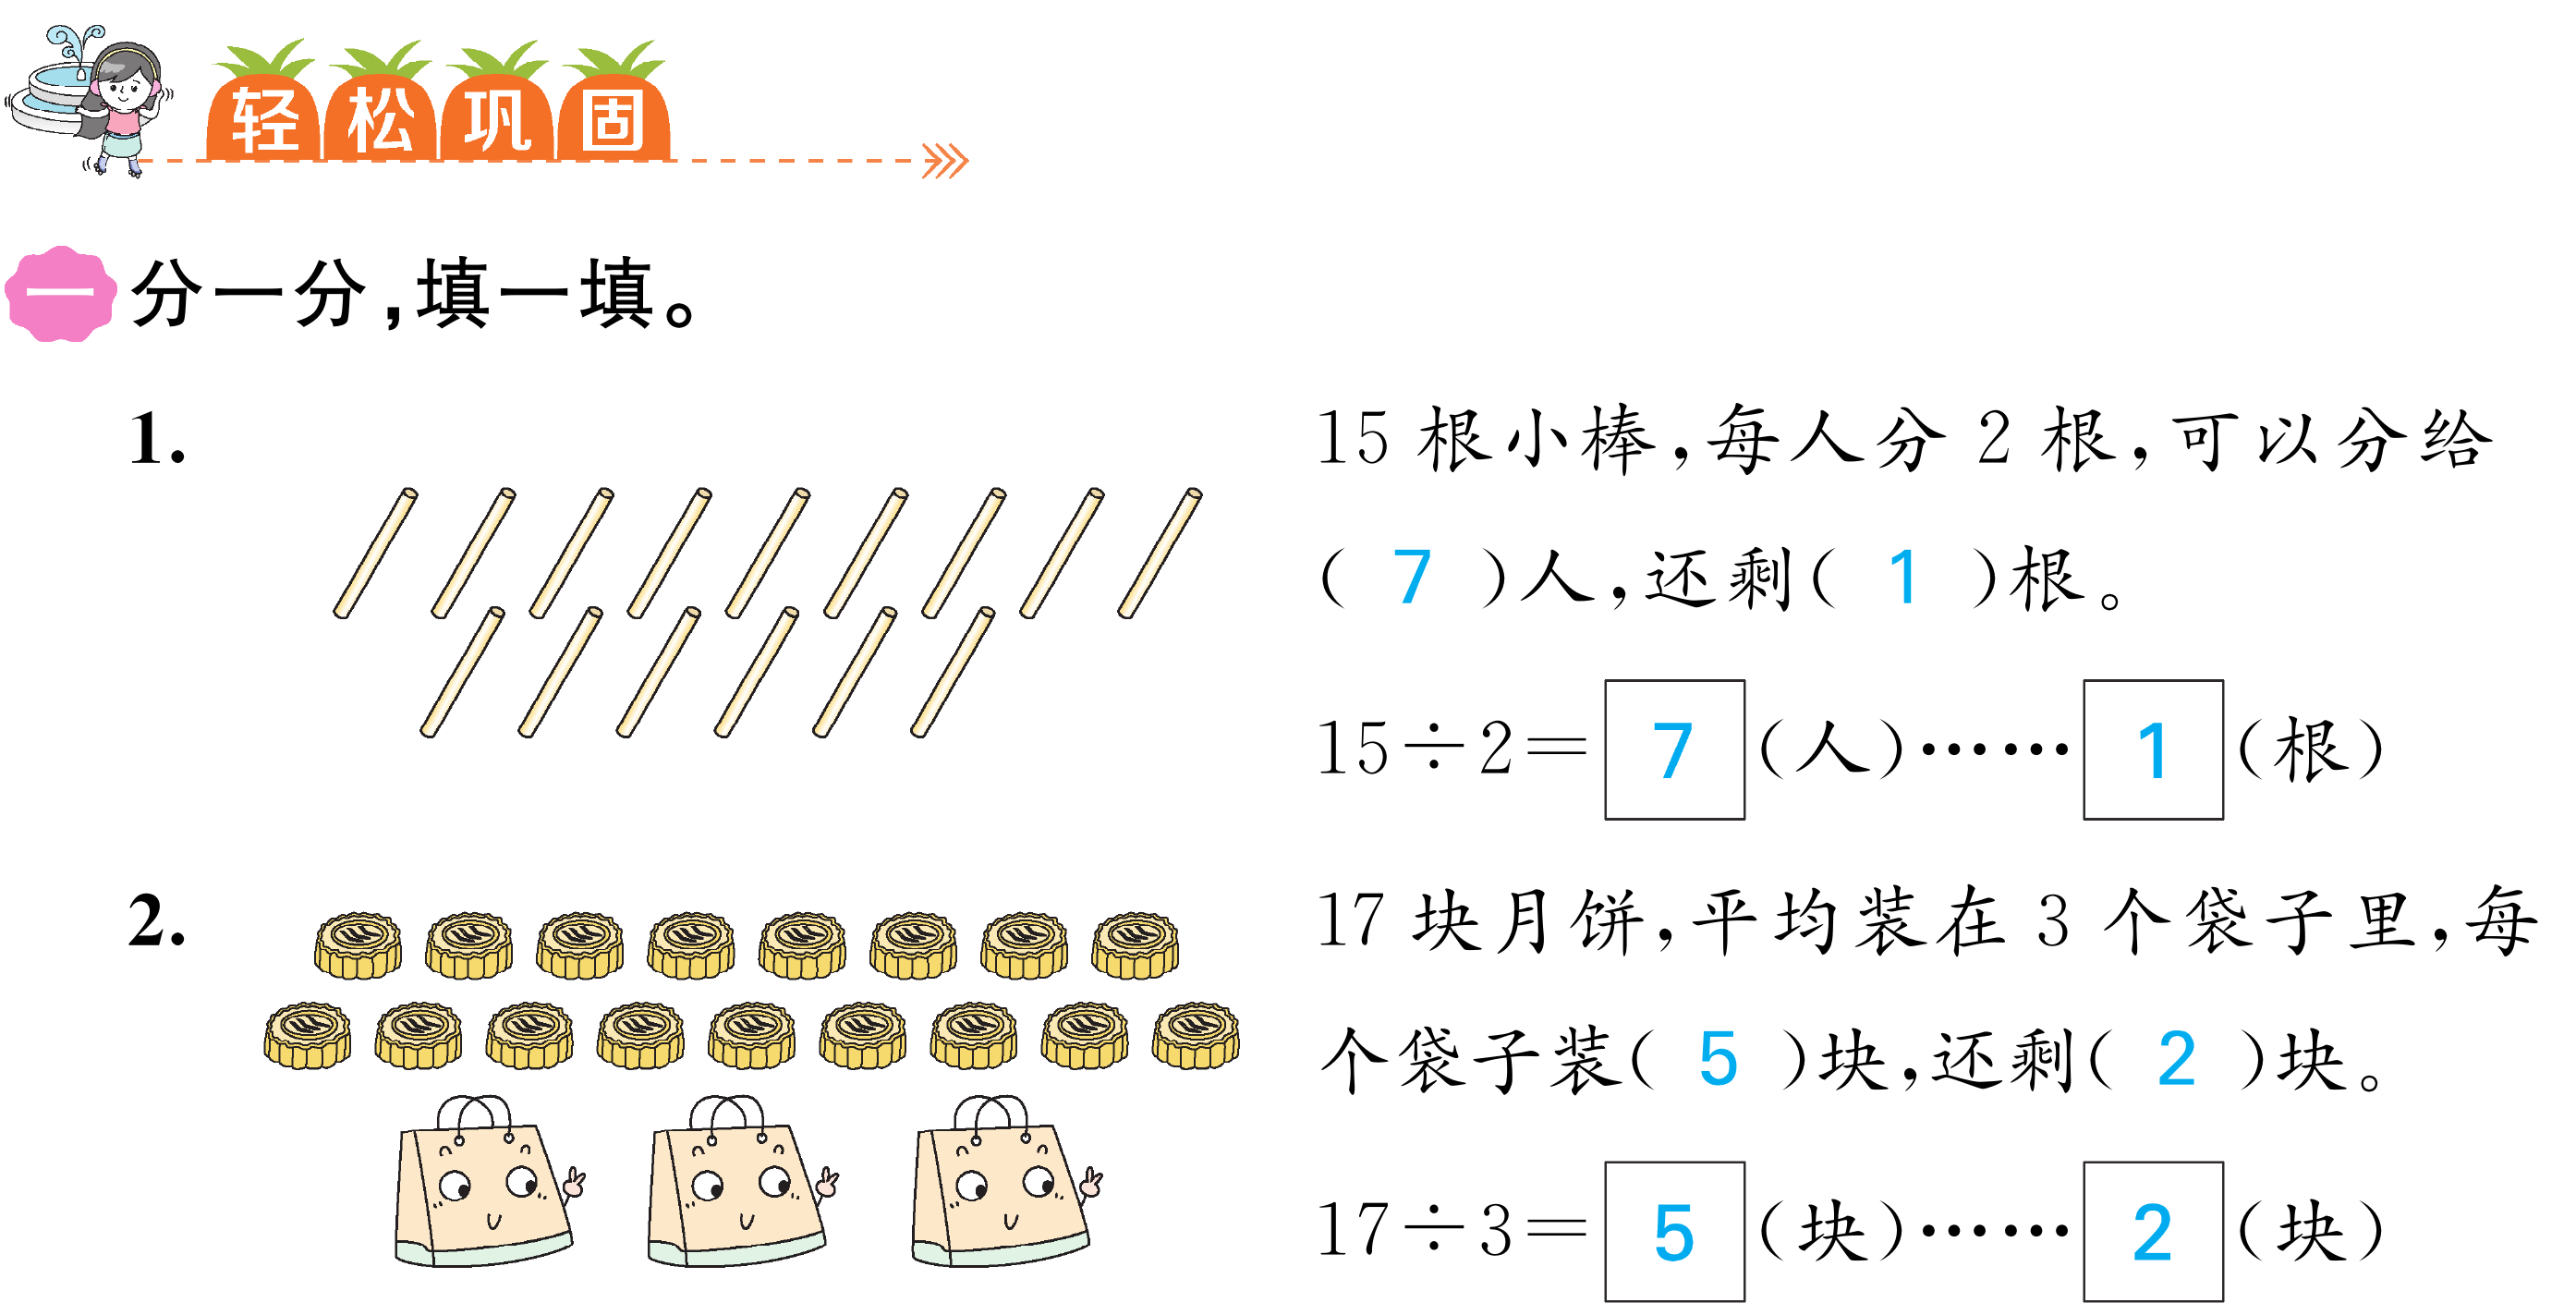 轻松巩固
一 分一分,填一填。
1. 15 根小棒,每人分 2 根,可以分给
( 7 )人,还剩( 1 )根。
15÷2=7(人)……1(根)
2. 17 块月饼,平均装在 3 个袋子里,每
个袋子装( 5 )块,还剩( 2 )块。
17÷3=5(块)……2(块)